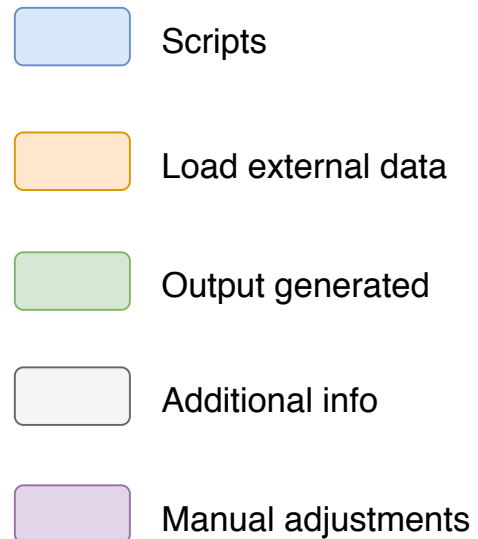 Scripts
Load external data
Output generated
Additional info
Manual adjustments